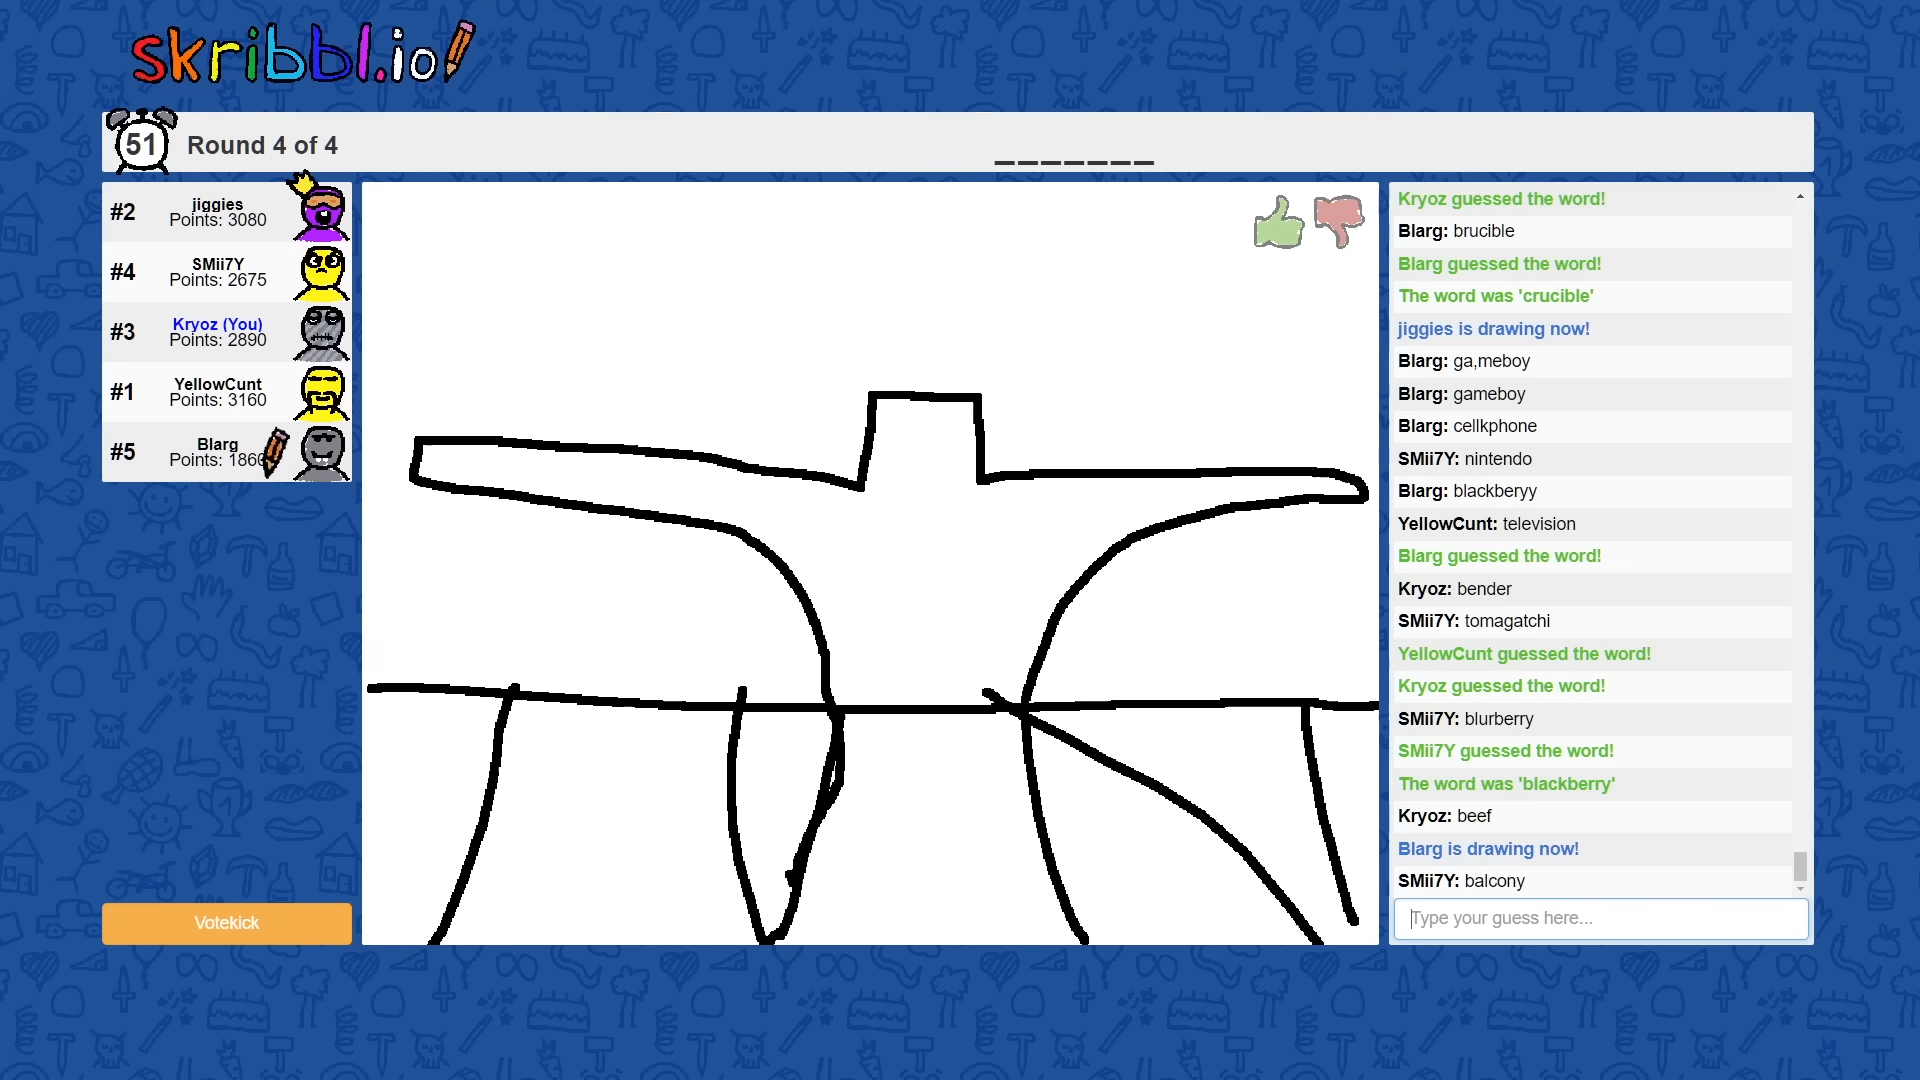 skribbl.io
51
Round 4 of 4
_______
#2
jiggies
Points: 3080
#4
SMii7Y
Points: 2675
#3
Kryoz (You)
Points: 2890
#1
YellowCunt
Points: 3160
#5
Blarg
Points: 1860
Votekick
Kryoz guessed the word!
Blarg: brucible
Blarg guessed the word!
The word was 'crucible'
jiggies is drawing now!
Blarg: ga,meboy
Blarg: gameboy
Blarg: cellkphone
SMii7Y: nintendo
Blarg: blackberyy
YellowCunt: television
Blarg guessed the word!
Kryoz: bender
SMii7Y: tomagatchi
YellowCunt guessed the word!
Kryoz guessed the word!
SMii7Y: blurberry
SMii7Y guessed the word!
The word was 'blackberry'
Kryoz: beef
Blarg is drawing now!
SMii7Y: balcony
Type your guess here...